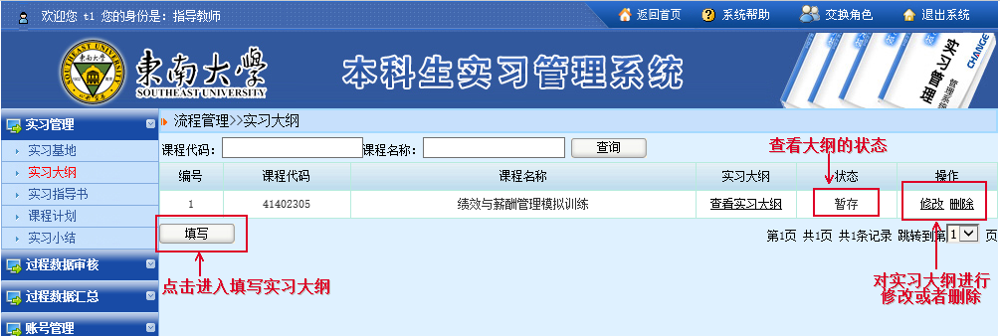 欢迎您 t1 您的身份是：指导教师
返回首页 系统帮助 交换角色 退出系统
東南大學
SOUTHEAST UNIVERSITY
本科生实习管理系统
实习管理
管理系统
CHANGE
实习管理
流程管理>>实习大纲
实习基地
课程代码： 课程名称： 查询
查看大纲的状态
实习大纲
编号 课程代码 课程名称 实习大纲 状态 操作
实习指导书
1 41402305 绩效与薪酬管理模拟训练 查看实习大纲 暂存 修改 删除
课程计划
填写
第1页 共1页 共1条记录 跳转到第 1 页
实习小结
过程数据审核
点击进入填写实习大纲
对实习大纲进行
修改或者删除
过程数据汇总
账号管理